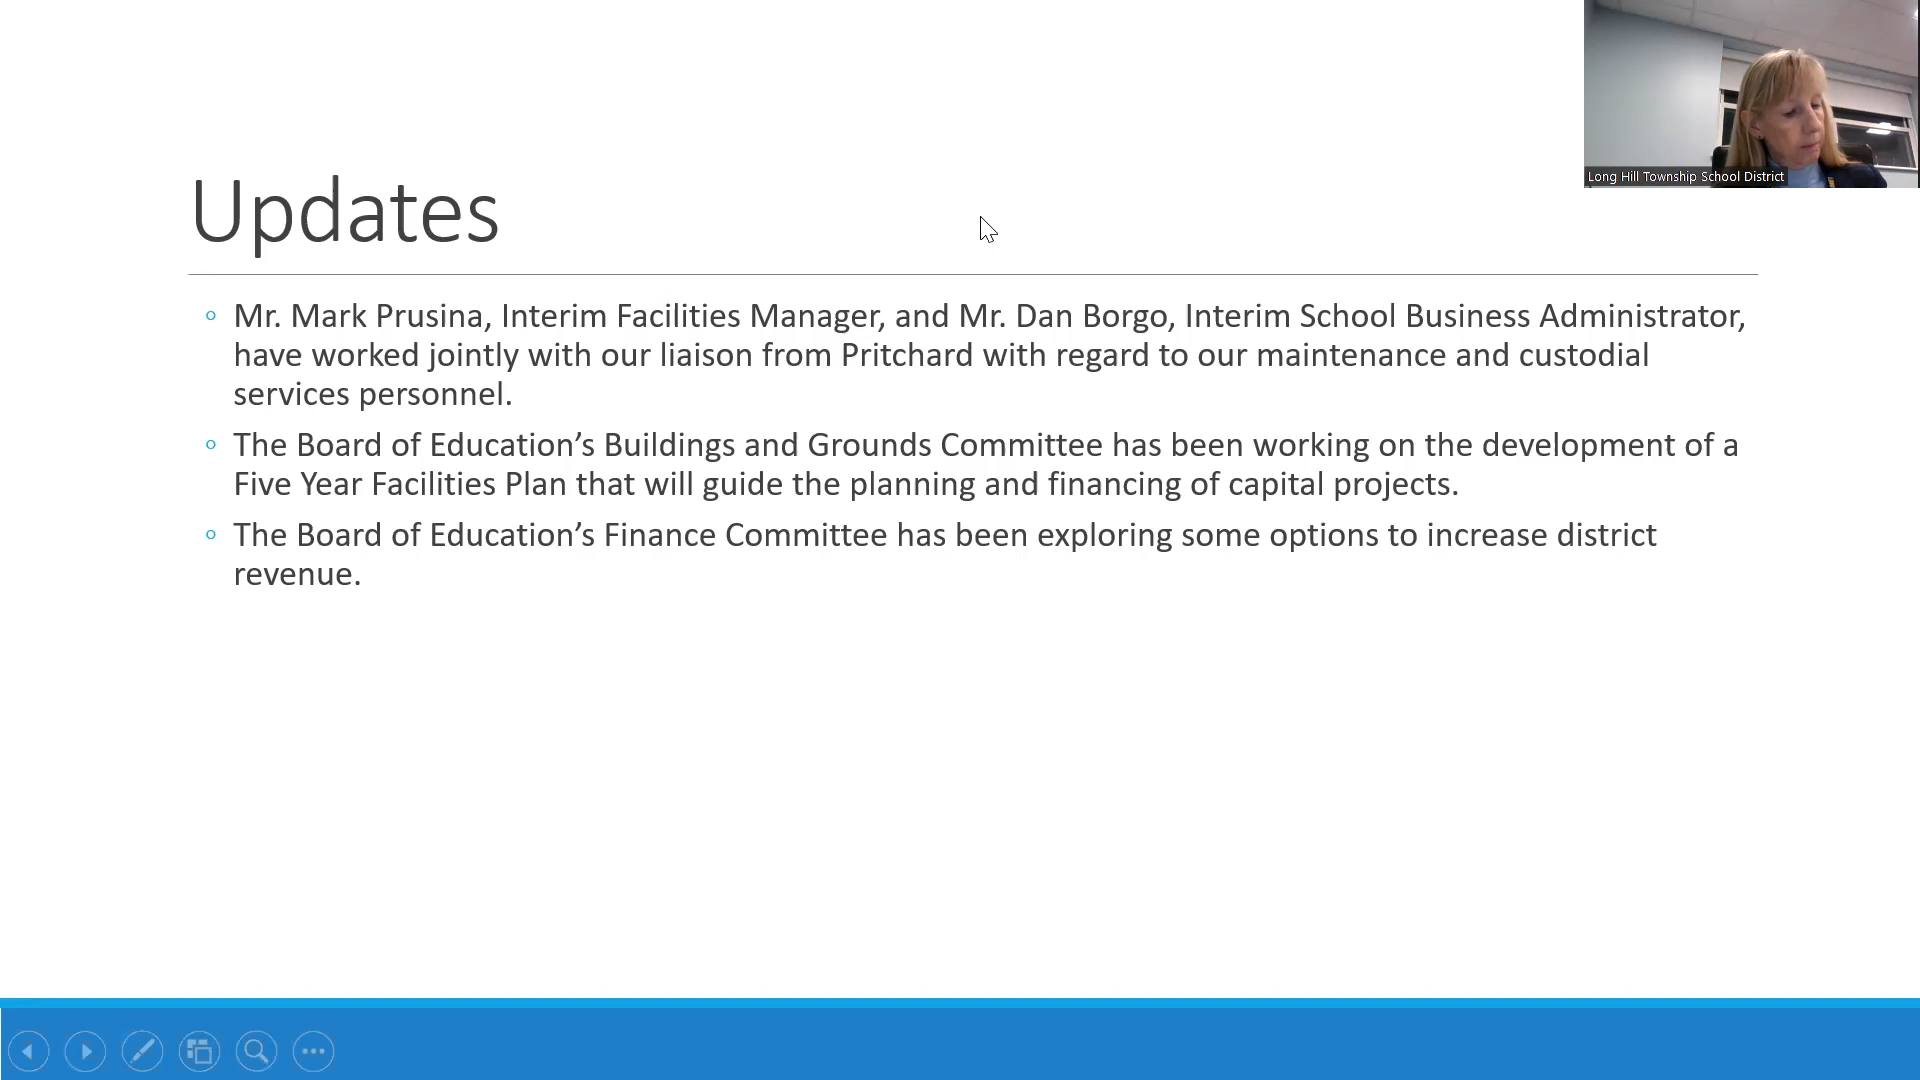 Long Hill Township School District
Updates
Mr. Mark Prusina, Interim Facilities Manager, and Mr. Dan Borgo, Interim School Business Administrator,
have worked jointly with our liaison from Pritchard with regard to our maintenance and custodial
services personnel.
The Board of Education’s Buildings and Grounds Committee has been working on the development of a
Five Year Facilities Plan that will guide the planning and financing of capital projects.
The Board of Education’s Finance Committee has been exploring some options to increase district
revenue.